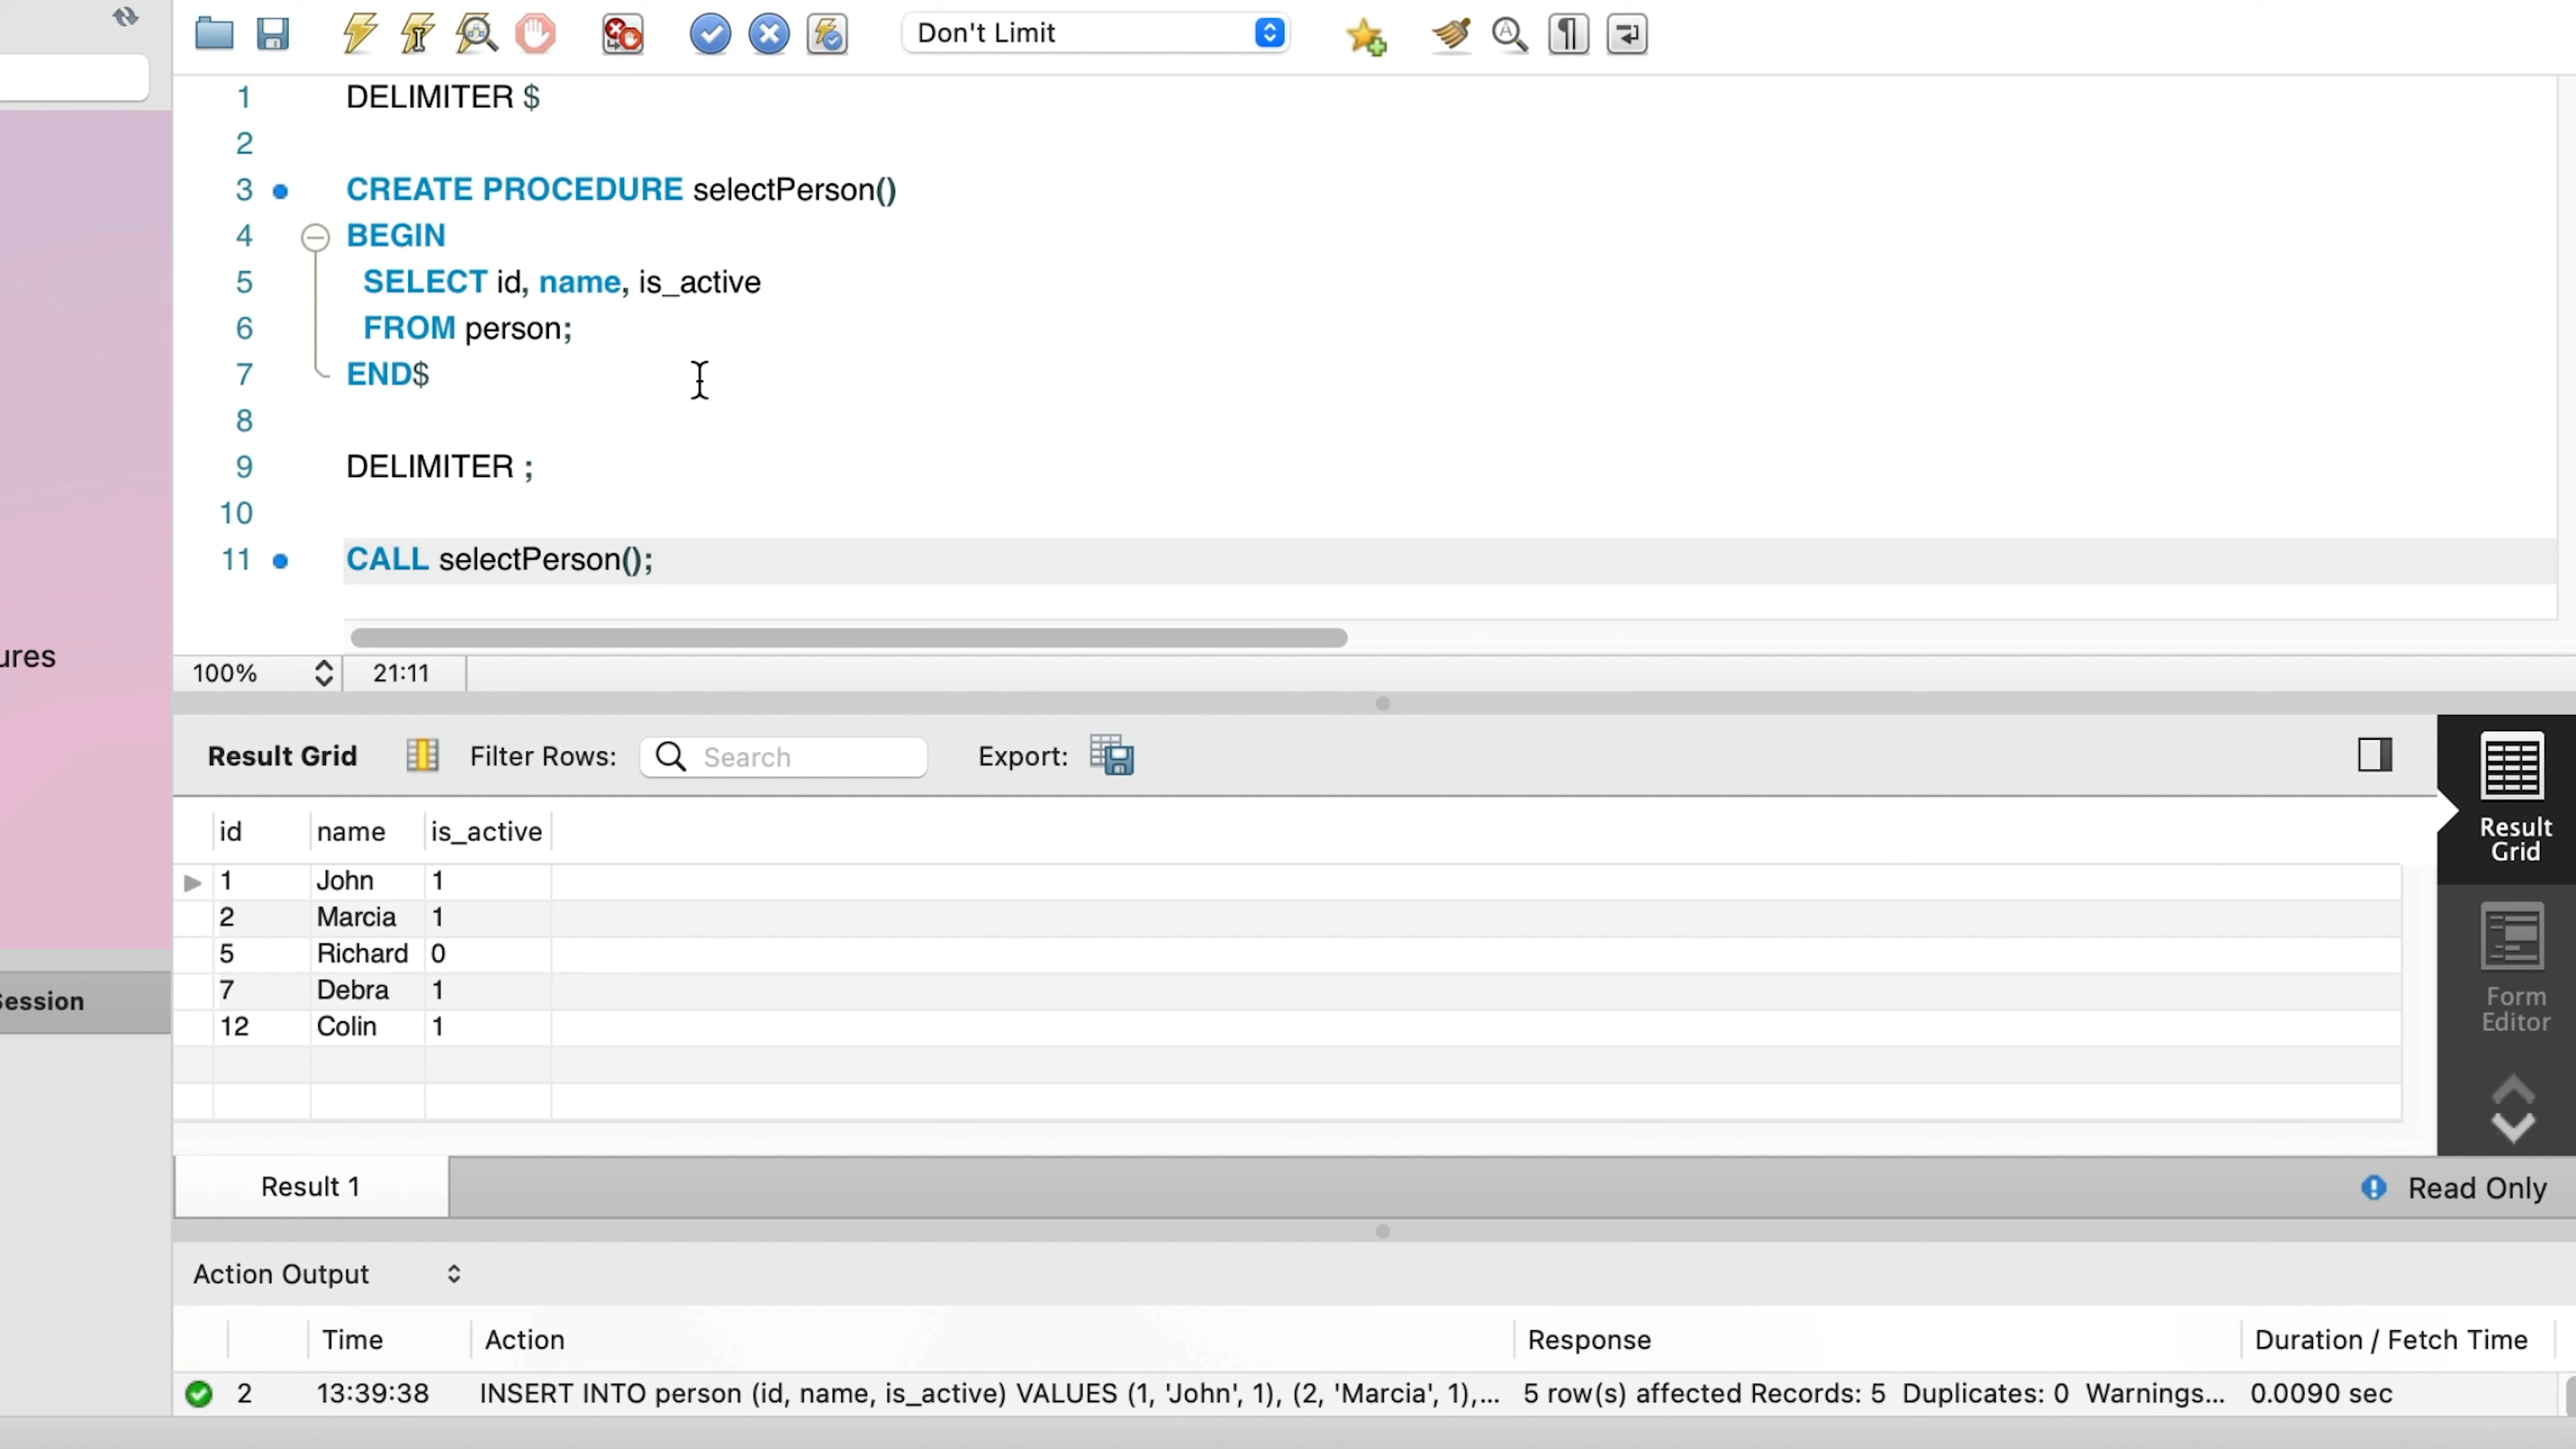 Don't Limit
1 DELIMITER $
2
3 CREATE PROCEDURE selectPerson()
4 BEGIN
5 SELECT id, name, is_active
6 FROM person;
7 END$
8
9 DELIMITER ;
10
11 CALL selectPerson();
ures
100% 21:11
Result Grid Filter Rows: Search Export:
Result
Grid
id name is_active
1 John 1
2 Marcia 1
5 Richard 0
7 Debra 1
12 Colin 1
Form
Editor
Session
Result 1 Read Only
Action Output
Time Action Response Duration / Fetch Time
2 13:39:38 INSERT INTO person (id, name, is_active) VALUES (1, 'John', 1), (2, 'Marcia', 1),... 5 row(s) affected Records: 5 Duplicates: 0 Warnings... 0.0090 sec